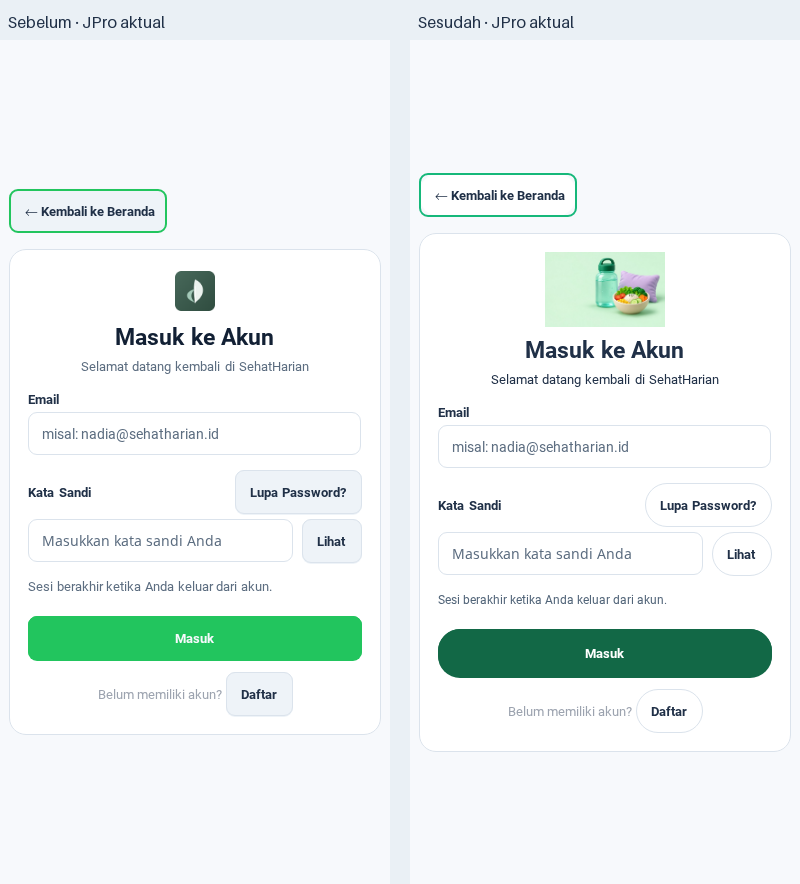 Sebelum · JPro aktual
← Kembali ke Beranda
Masuk ke Akun
Selamat datang kembali di SehatHarian
Email
misal: nadia@sehatharian.id
Kata Sandi
Lupa Password?
Masukkan kata sandi Anda
Lihat
Sesi berakhir ketika Anda keluar dari akun.
Masuk
Belum memiliki akun? Daftar
Sesudah · JPro aktual
← Kembali ke Beranda
Masuk ke Akun
Selamat datang kembali di SehatHarian
Email
misal: nadia@sehatharian.id
Kata Sandi
Lupa Password?
Masukkan kata sandi Anda
Lihat
Sesi berakhir ketika Anda keluar dari akun.
Masuk
Belum memiliki akun? Daftar